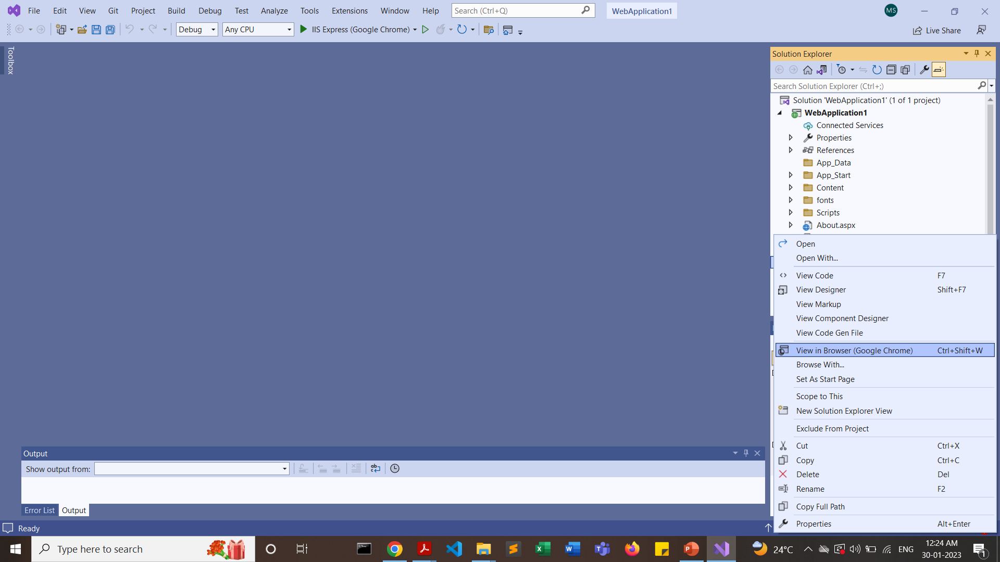 File Edit View Git Project Build Debug Test Analyze Tools Extensions Window Help Search (Ctrl+Q) WebApplication1 MS
Debug Any CPU IIS Express (Google Chrome) Live Share
Toolbox
Solution Explorer
Search Solution Explorer (Ctrl+;)
Solution 'WebApplication1' (1 of 1 project)
WebApplication1
Connected Services
Properties
References
App_Data
App_Start
Content
fonts
Scripts
About.aspx
Open
Open With...
View Code F7
View Designer Shift+F7
View Markup
View Component Designer
View Code Gen File
View in Browser (Google Chrome) Ctrl+Shift+W
Browse With...
Set As Start Page
Scope to This
New Solution Explorer View
Exclude From Project
Cut Ctrl+X
Copy Ctrl+C
Delete Del
Rename F2
Copy Full Path
Properties Alt+Enter
Output
Show output from:
Error List Output
Ready
Type here to search
24°C ENG
12:24 AM
30-01-2023
1